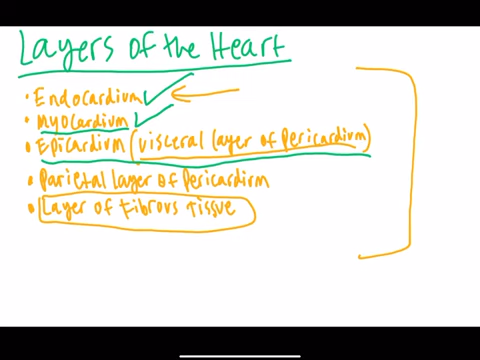 Layers of the Heart
• Endocardium
• Myocardium
• Epicardium (visceral layer of Pericardium)
• Parietal layer of Pericardium
• Layer of fibrous Tissue